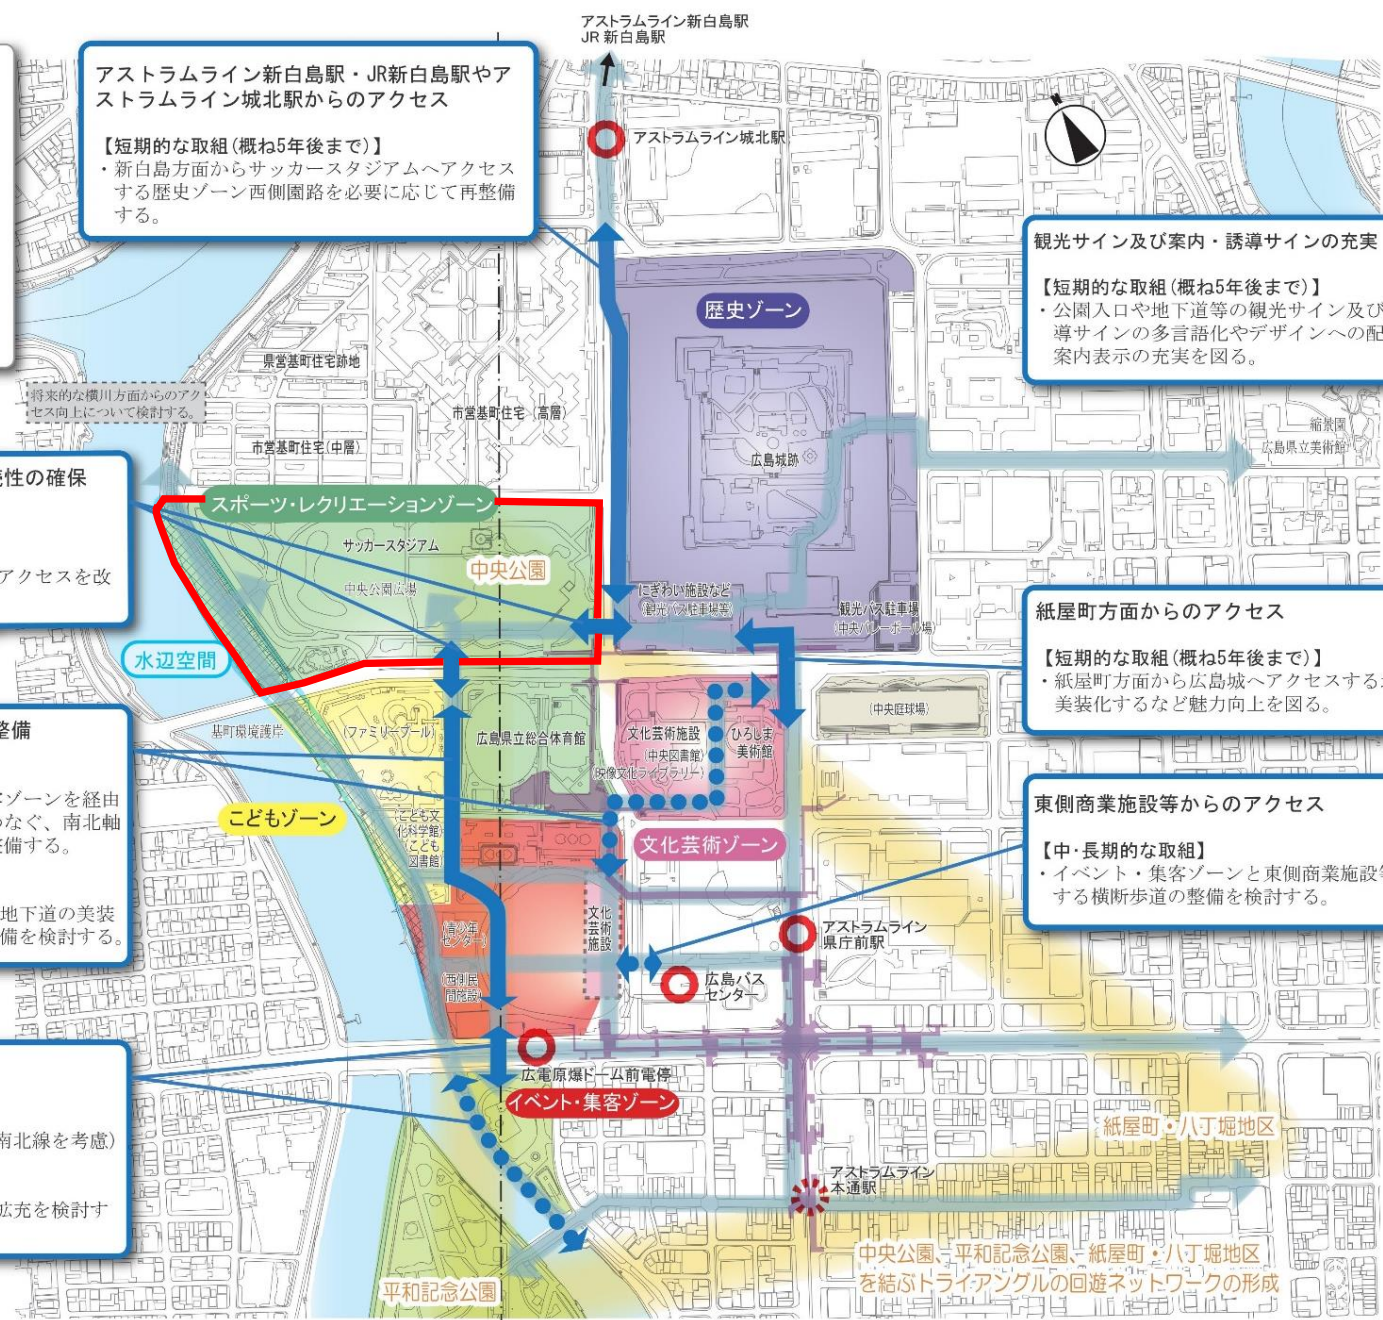 アストラムライン新白島駅
JR 新白島駅
アストラムライン新白島駅・JR新白島駅やア
ストラムライン城北駅からのアクセス
【短期的な取組(概ね5年後まで)】
・新白島方面からサッカースタジアムへアクセス
する歴史ゾーン西側園路を必要に応じて再整備
する。
アストラムライン城北駅
N
観光サイン及び案内・誘導サインの充実
【短期的な取組(概ね5年後まで)】
・公園入口や地下道等の観光サイン及び
導サインの多言語化やデザインへの配
案内表示の充実を図る。
歴史ゾーン
県営基町住宅跡地
将来的な横川方面からのアク
セス向上について検討する。
市営基町住宅(高層)
市営基町住宅(中層)
広島城跡
縮景園
広島県立美術館
性の確保
アクセスを改
スポーツ・レクリエーションゾーン
サッカースタジアム
中央公園
中央公園広場
にぎわい施設など
(観光バス駐車場等)
観光バス駐車場
(中央バレーボール場)
水辺空間
紙屋町方面からのアクセス
【短期的な取組(概ね5年後まで)】
・紙屋町方面から広島城へアクセスする
美装化するなど魅力向上を図る。
整備
ゾーンを経由
つなぐ、南北軸
整備する。
地下道の美装
備を検討する。
基町環境護岸
(ファミリープール)
広島県立総合体育館
文化芸術施設
(中央図書館)
(映像文化ライブラリー)
ひろしま
美術館
(中央庭球場)
こどもゾーン
(こども文
化科学館)
(こども
図書館)
文化芸術ゾーン
東側商業施設等からのアクセス
【中・長期的な取組】
・イベント・集客ゾーンと東側商業施設等
する横断歩道の整備を検討する。
(青少年
センター)
(西側民
間施設)
文化
芸術
施設
アストラムライン
県庁前駅
広島バス
センター
広電原爆ドーム前電停
イベント・集客ゾーン
南北線を考慮)
拡充を検討す
紙屋町・八丁堀地区
アストラムライン
本通駅
平和記念公園
中央公園、平和記念公園、紙屋町・八丁堀地区
を結ぶトライアングルの回遊ネットワークの形成